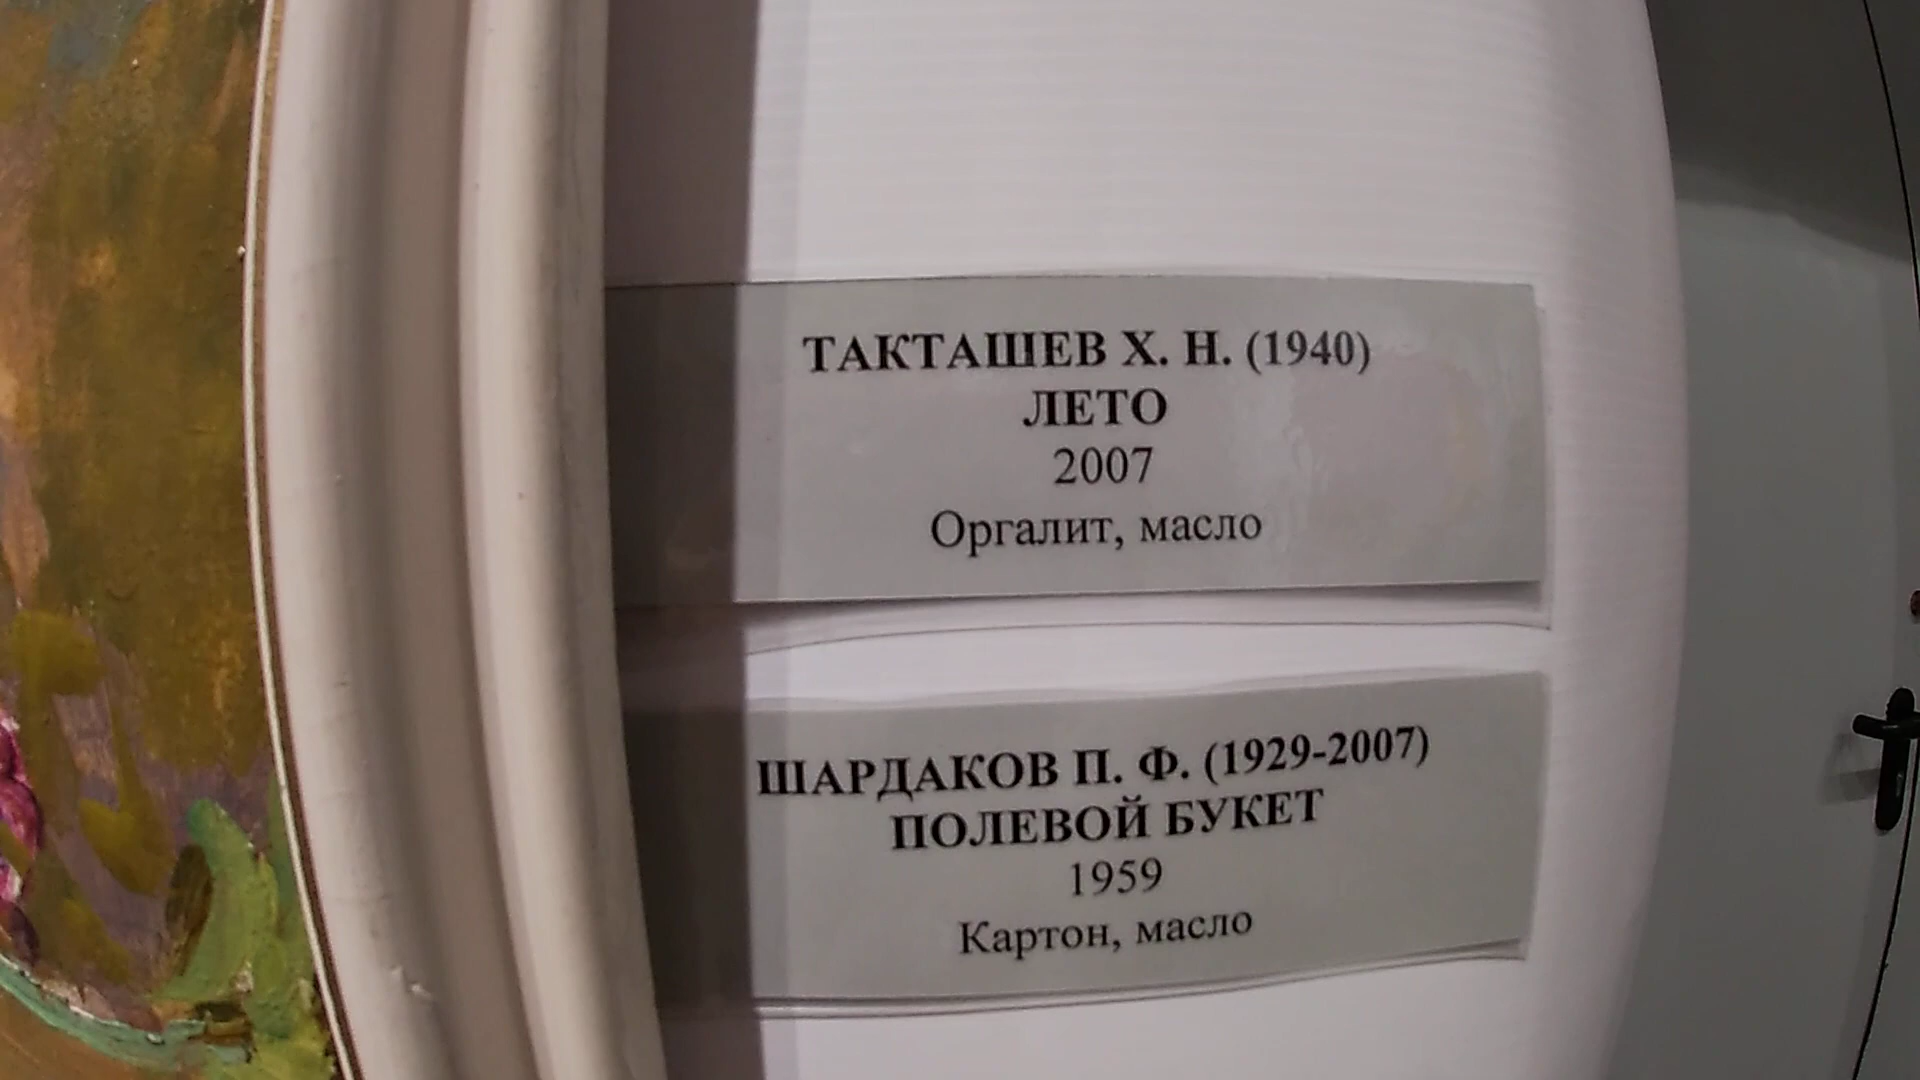 ТАКТАШЕВ Х. Н. (1940)
ЛЕТО
2007
Оргалит, масло
ШАРДАКОВ П. Ф. (1929-2007)
ПОЛЕВОЙ БУКЕТ
1959
Картон, масло